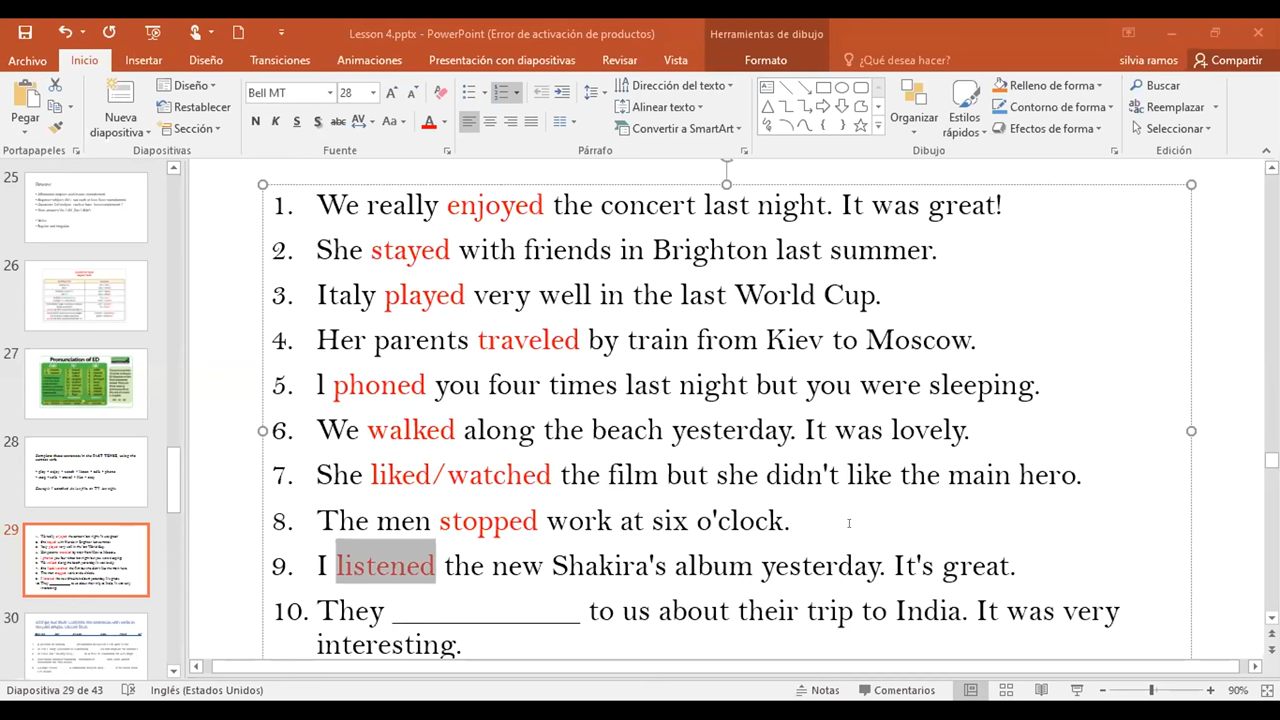 Lesson 4.pptx - PowerPoint (Error de activación de productos)
Herramientas de dibujo
Archivo Inicio Insertar Diseño Transiciones Animaciones Presentación con diapositivas Revisar Vista Formato ¿Qué desea hacer? silvia ramos Compartir
Pegar
Portapapeles
Nueva diapositiva
Diseño
Restablecer
Sección
Diapositivas
Bell MT 28
N K S S abc AV Aa A
Fuente
Dirección del texto
Alinear texto
Convertir a SmartArt
Párrafo
Organizar
Estilos rápidos
Relleno de forma
Contorno de forma
Efectos de forma
Dibujo
Buscar
Reemplazar
Seleccionar
Edición
25
26
27
Pronunciation of ED
28
29
30
1. We really enjoyed the concert last night. It was great!
2. She stayed with friends in Brighton last summer.
3. Italy played very well in the last World Cup.
4. Her parents traveled by train from Kiev to Moscow.
5. l phoned you four times last night but you were sleeping.
6. We walked along the beach yesterday. It was lovely.
7. She liked/watched the film but she didn't like the main hero.
8. The men stopped work at six o'clock.
9. I listened the new Shakira's album yesterday. It's great.
10. They ______________ to us about their trip to India. It was very
interesting.
Diapositiva 29 de 43 Inglés (Estados Unidos) Notas Comentarios 90%